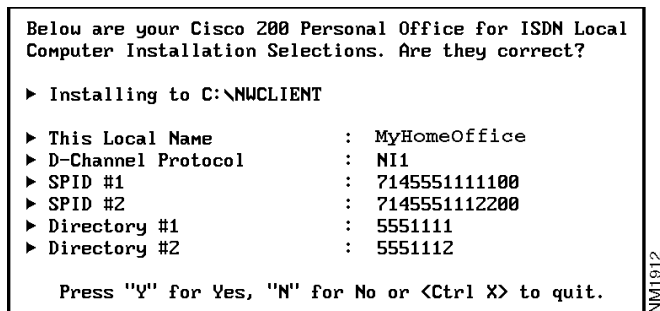 Below are your Cisco 200 Personal Office for ISDN Local
Computer Installation Selections. Are they correct?
▶ Installing to C:\NWCLIENT
▶ This Local Name : MyHomeOffice
▶ D-Channel Protocol : NI1
▶ SPID #1 : 7145551111100
▶ SPID #2 : 7145551112200
▶ Directory #1 : 5551111
▶ Directory #2 : 5551112
Press "Y" for Yes, "N" for No or <Ctrl X> to quit.
NM1912